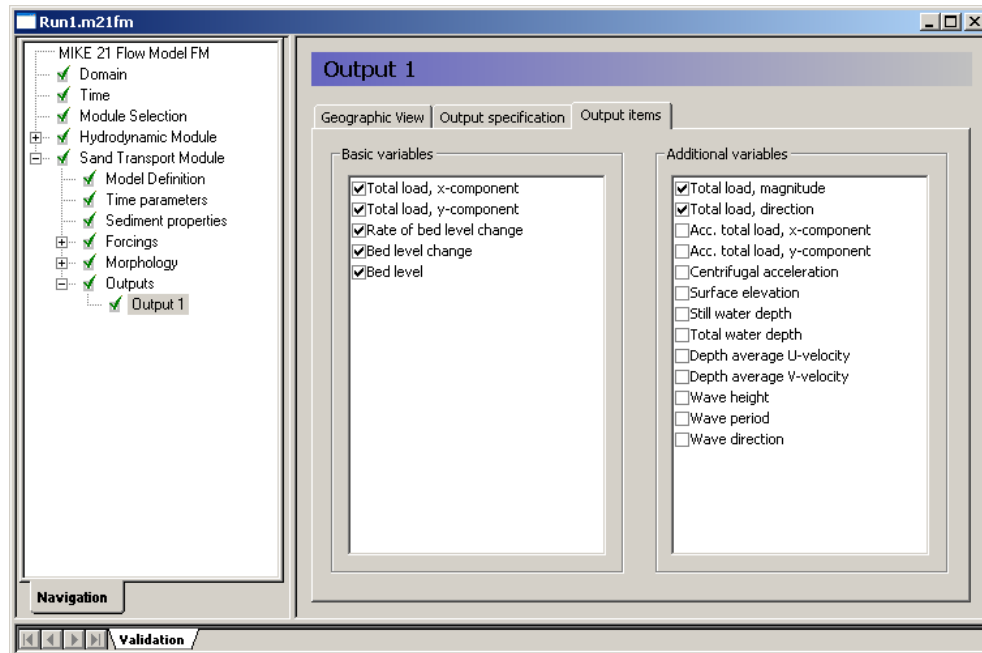 Run1.m21fm
MIKE 21 Flow Model FM
Domain
Time
Module Selection
Hydrodynamic Module
Sand Transport Module
Model Definition
Time parameters
Sediment properties
Forcings
Morphology
Outputs
Output 1
Navigation
Output 1
Geographic View
Output specification
Output items
Basic variables
Total load, x-component
Total load, y-component
Rate of bed level change
Bed level change
Bed level
Additional variables
Total load, magnitude
Total load, direction
Acc. total load, x-component
Acc. total load, y-component
Centrifugal acceleration
Surface elevation
Still water depth
Total water depth
Depth average U-velocity
Depth average V-velocity
Wave height
Wave period
Wave direction
Validation